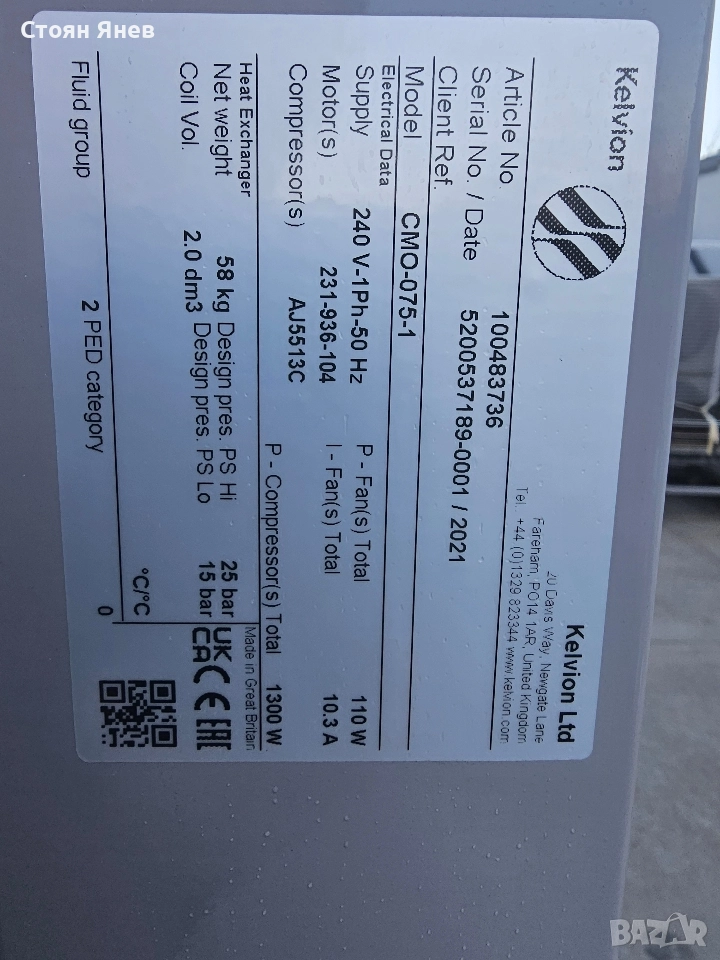 Стоян Янев
Kelvion
Kelvion Ltd
20 Davis Way, Newgate Lane
Fareham, PO14 1AR, United Kingdom
Tel. +44 (0)1329 823344 www.kelvion.com
Article No. 100483736
Serial No. / Date 5200537189-0001 / 2021
Client Ref.
Model CMO-075-1
Electrical Data
Supply 240 V-1Ph-50 Hz P - Fan(s) Total 110 W
Motor(s) 231-936-104 I - Fan(s) Total 10.3 A
Compressor(s) AJ5513C P - Compressor(s) Total 1300 W
Heat Exchanger Made in Great Britain
Net weight 58 kg Design pres. PS Hi 25 bar
Coil Vol. 2.0 dm3 Design pres. PS Lo 15 bar
UK CA CE EAC
°C/°C
Fluid group 2 PED category 0
BAZAR